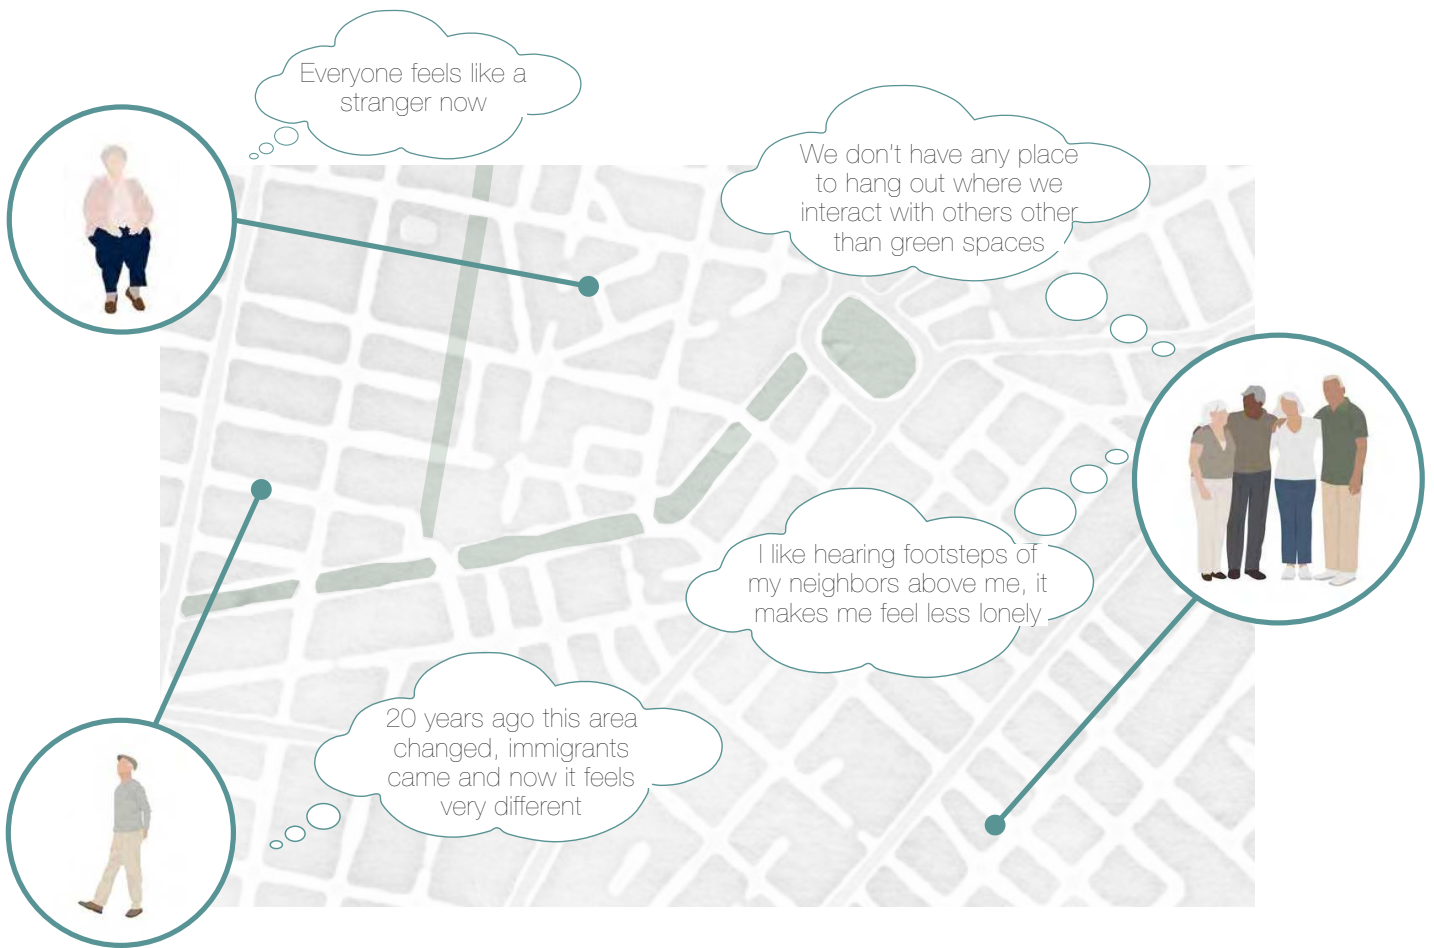 Everyone feels like a
stranger now
We don't have any place
to hang out where we
interact with others other
than green spaces
I like hearing footsteps of
my neighbors above me, it
makes me feel less lonely
20 years ago this area
changed, immigrants
came and now it feels
very different